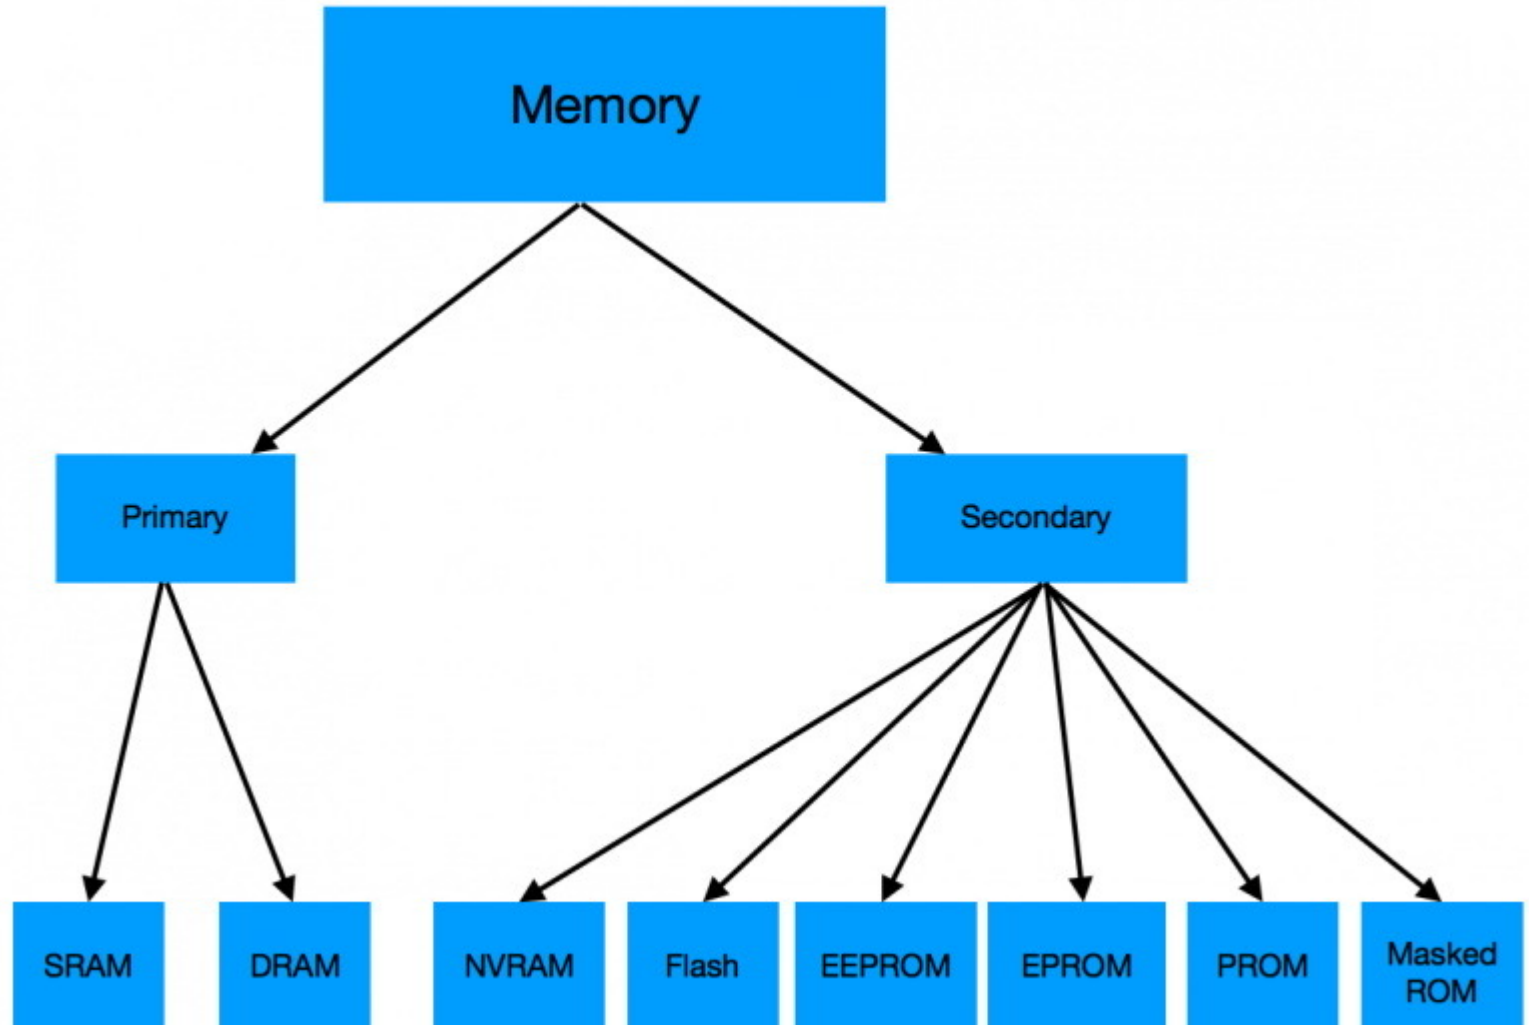 Memory
Primary
Secondary
SRAM
DRAM
NVRAM
Flash
EEPROM
EPROM
PROM
Masked
ROM